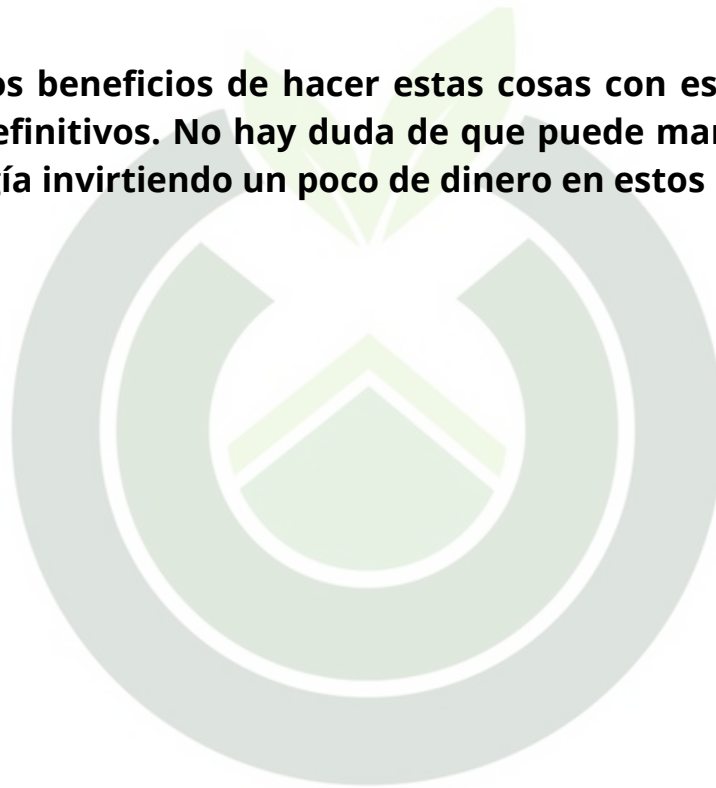 os beneficios de hacer estas cosas con es
efinitivos. No hay duda de que puede mar
ía invirtiendo un poco de dinero en estos